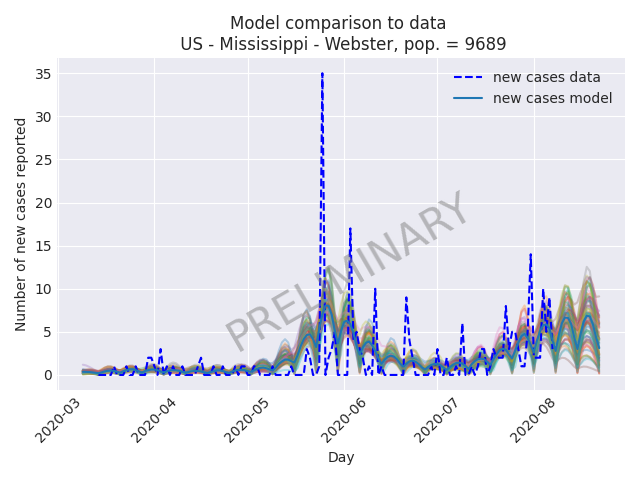 Model comparison to data
US - Mississippi - Webster, pop. = 9689
new cases data
new cases model
Number of new cases reported
35
30
25
20
15
10
5
0
PRELIMINARY
2020-03
2020-04
2020-05
2020-06
2020-07
2020-08
Day